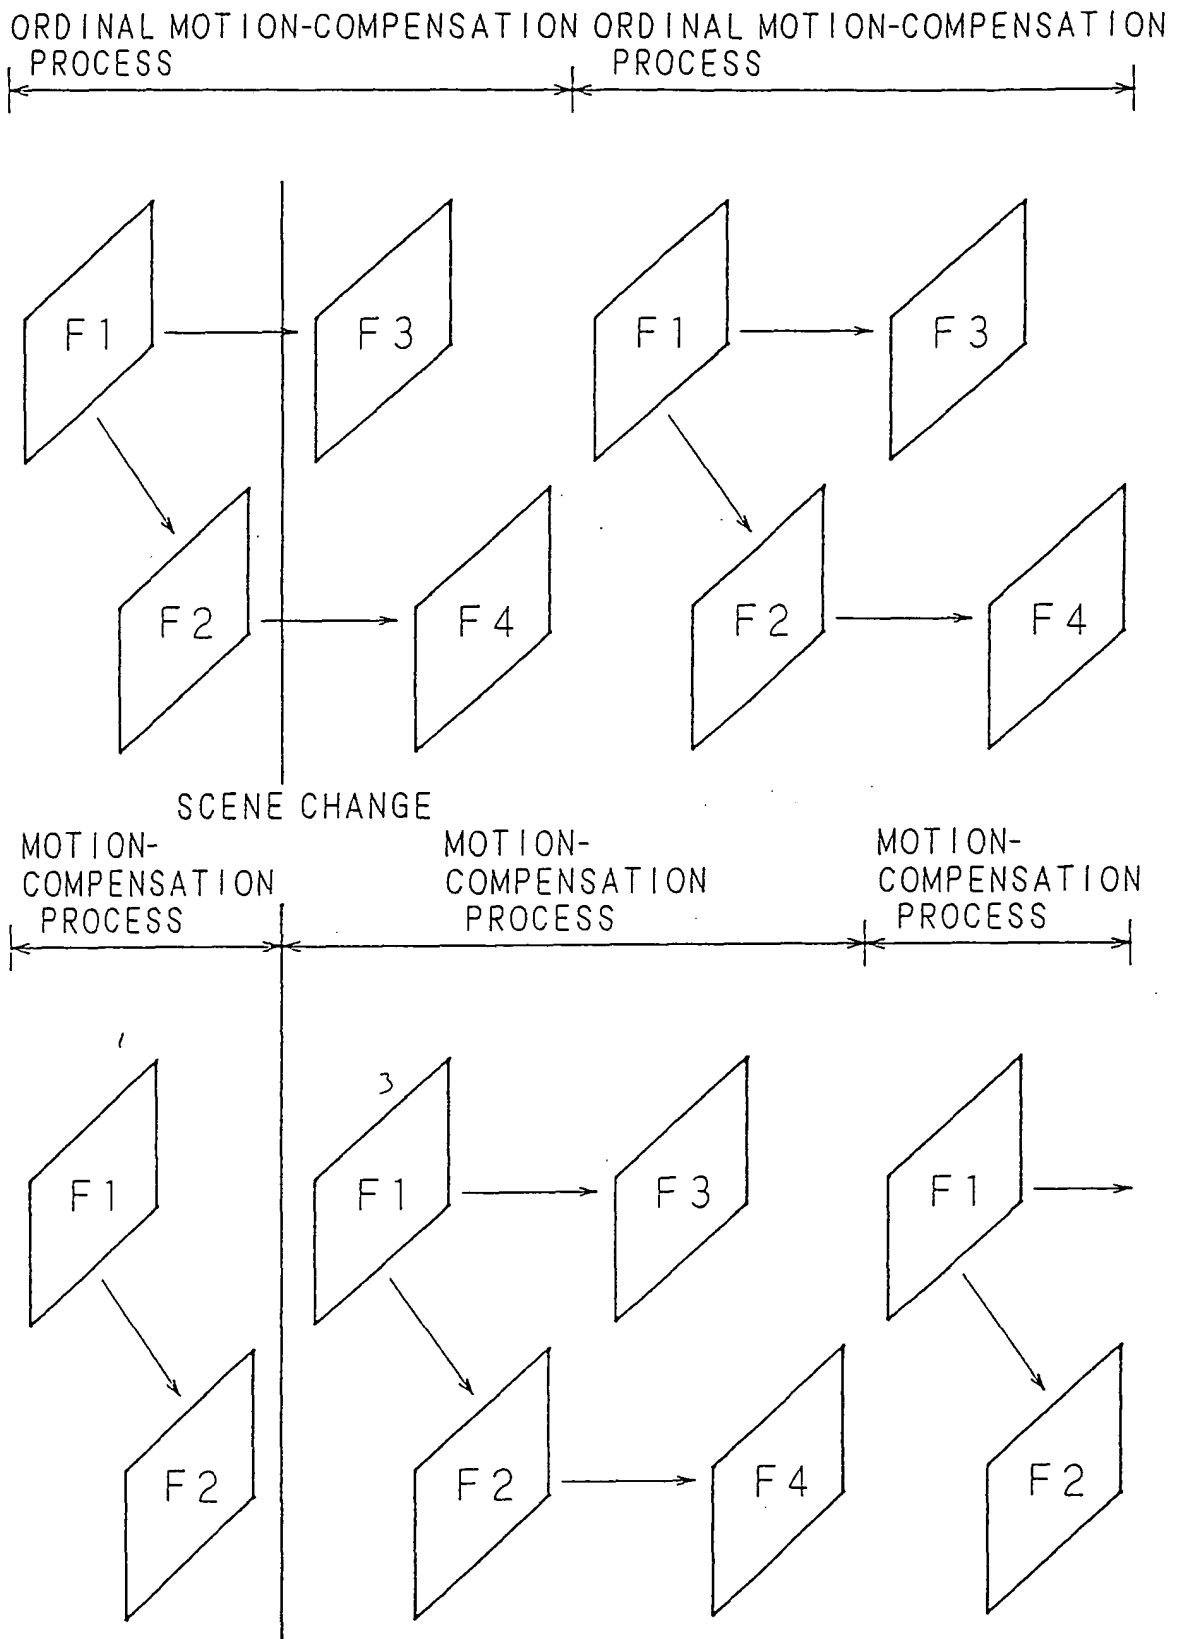 ORDINAL MOTION-COMPENSATION
PROCESS
ORDINAL MOTION-COMPENSATION
PROCESS
F1
F3
F1
F3
F2
F4
F2
F4
SCENE CHANGE
MOTION-
COMPENSATION
PROCESS
MOTION-
COMPENSATION
PROCESS
MOTION-
COMPENSATION
PROCESS
1
3
F1
F1
F3
F1
F2
F2
F4
F2